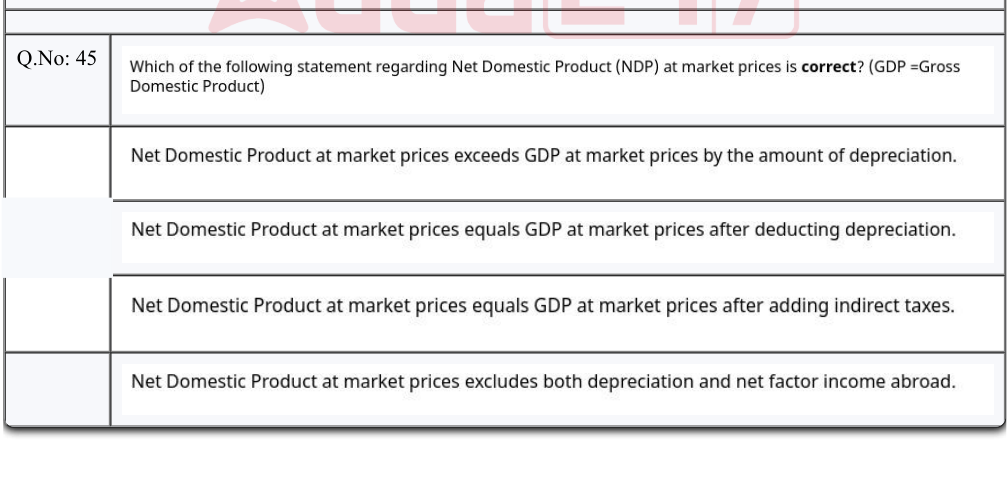 Q.No: 45
Which of the following statement regarding Net Domestic Product (NDP) at market prices is correct? (GDP =Gross
Domestic Product)
Net Domestic Product at market prices exceeds GDP at market prices by the amount of depreciation.
Net Domestic Product at market prices equals GDP at market prices after deducting depreciation.
Net Domestic Product at market prices equals GDP at market prices after adding indirect taxes.
Net Domestic Product at market prices excludes both depreciation and net factor income abroad.